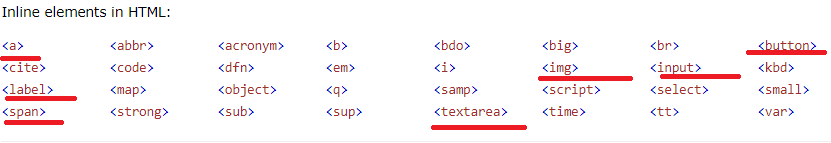 Inline elements in HTML:
<a> <abbr> <acronym> <b> <bdo> <big> <br> <button>
<cite> <code> <dfn> <em> <i> <img> <input> <kbd>
<label> <map> <object> <q> <samp> <script> <select> <small>
<span> <strong> <sub> <sup> <textarea> <time> <tt> <var>